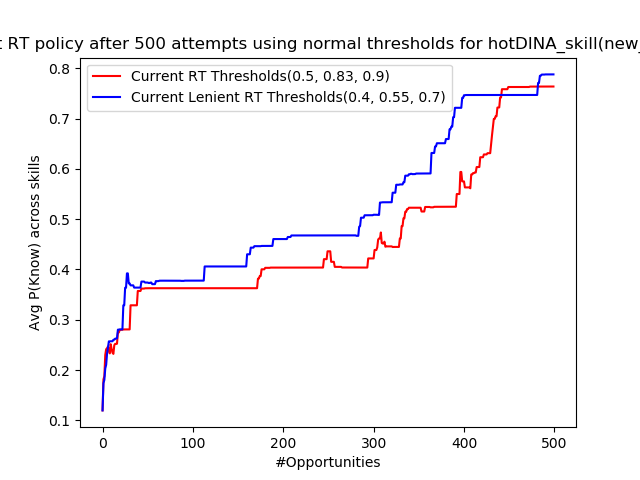 RT policy after 500 attempts using normal thresholds for hotDINA_skill(new_
Current RT Thresholds(0.5, 0.83, 0.9)
Current Lenient RT Thresholds(0.4, 0.55, 0.7)
Avg P(Know) across skills
0.8
0.7
0.6
0.5
0.4
0.3
0.2
0.1
0 100 200 300 400 500
#Opportunities